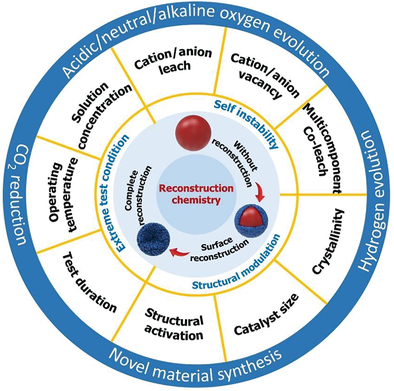 Acidic/neutral/alkaline oxygen evolution
Hydrogen evolution
Novel material synthesis
CO2 reduction
Cation/anion
leach
Cation/anion
vacancy
Multicomponent
Co-leach
Crystallinity
Catalyst size
Structural
activation
Test duration
Operating
temperature
Solution
concentration
Self instability
Structural modulation
Extreme test condition
Without
reconstruction
Surface
reconstruction
Complete
reconstruction
Reconstruction
chemistry